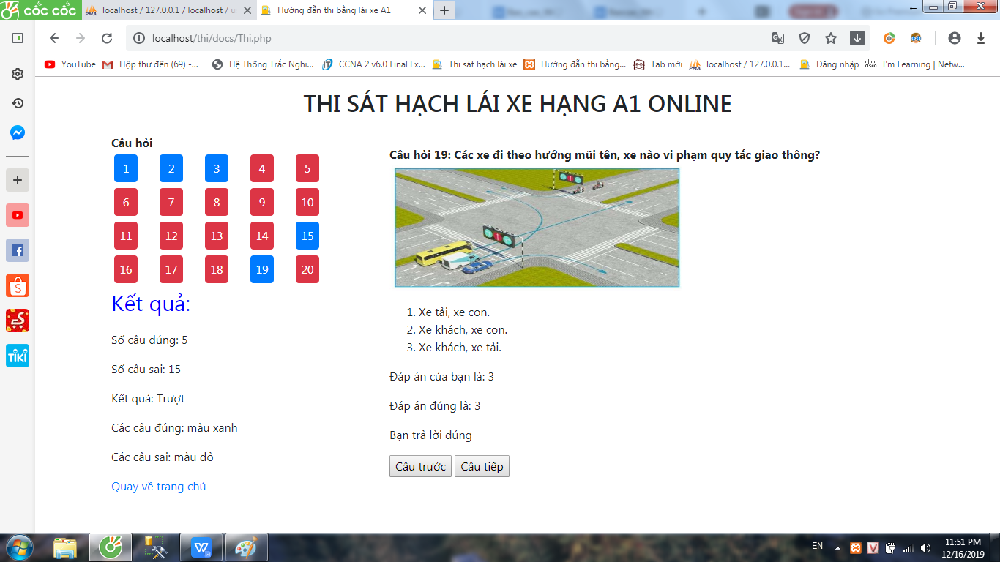 cốc cốc
localhost / 127.0.0.1 / localhost / u
Hướng đẫn thi bằng lái xe A1
localhost/thi/docs/Thi.php
YouTube
Hộp thư đến (69) -...
Hệ Thống Trắc Nghi...
CCNA 2 v6.0 Final Ex...
Thi sát hạch lái xe
Hướng đẫn thi bằng...
Tab mới
localhost / 127.0.0.1...
Đăng nhập
I'm Learning | Netw...
THI SÁT HẠCH LÁI XE HẠNG A1 ONLINE
Câu hỏi
1 2 3 4 5
6 7 8 9 10
11 12 13 14 15
16 17 18 19 20
Kết quả:
Số câu đúng: 5
Số câu sai: 15
Kết quả: Trượt
Các câu đúng: màu xanh
Các câu sai: màu đỏ
Quay về trang chủ
Câu hỏi 19: Các xe đi theo hướng mũi tên, xe nào vi phạm quy tắc giao thông?
1. Xe tải, xe con.
2. Xe khách, xe con.
3. Xe khách, xe tải.
Đáp án của bạn là: 3
Đáp án đúng là: 3
Bạn trả lời đúng
Câu trước Câu tiếp
TIKI
EN
11:51 PM
12/16/2019